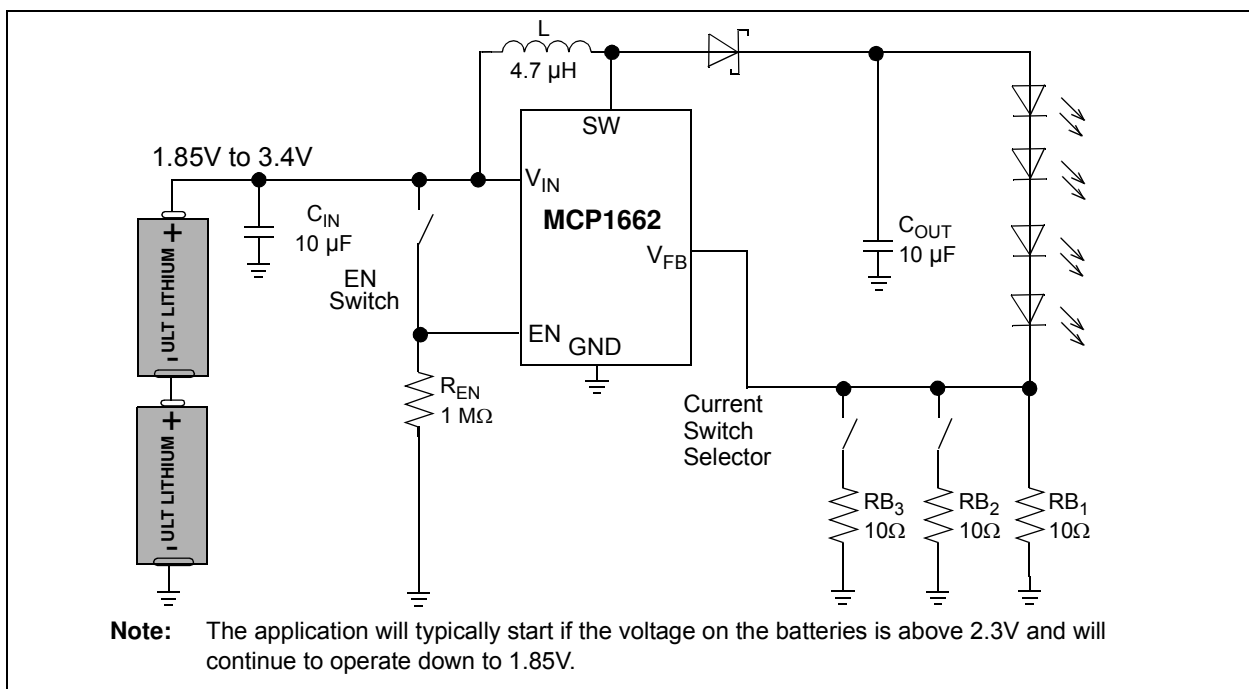 L
4.7 µH
SW
1.85V to 3.4V
VIN
MCP1662
CIN
10 µF
VFB
COUT
10 µF
EN
Switch
EN
GND
REN
1 MΩ
Current
Switch
Selector
RB3
10Ω
RB2
10Ω
RB1
10Ω
- ULT LITHIUM +
- ULT LITHIUM +
Note: The application will typically start if the voltage on the batteries is above 2.3V and will
continue to operate down to 1.85V.